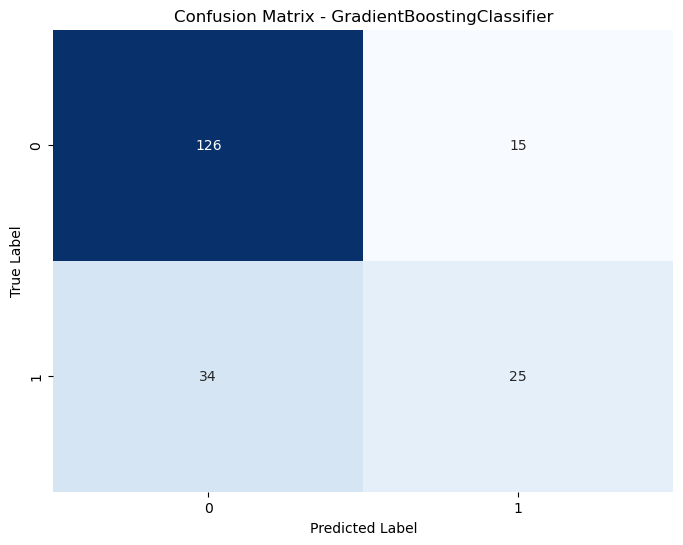 Confusion Matrix - GradientBoostingClassifier
True Label
0
126
15
1
34
25
0
1
Predicted Label